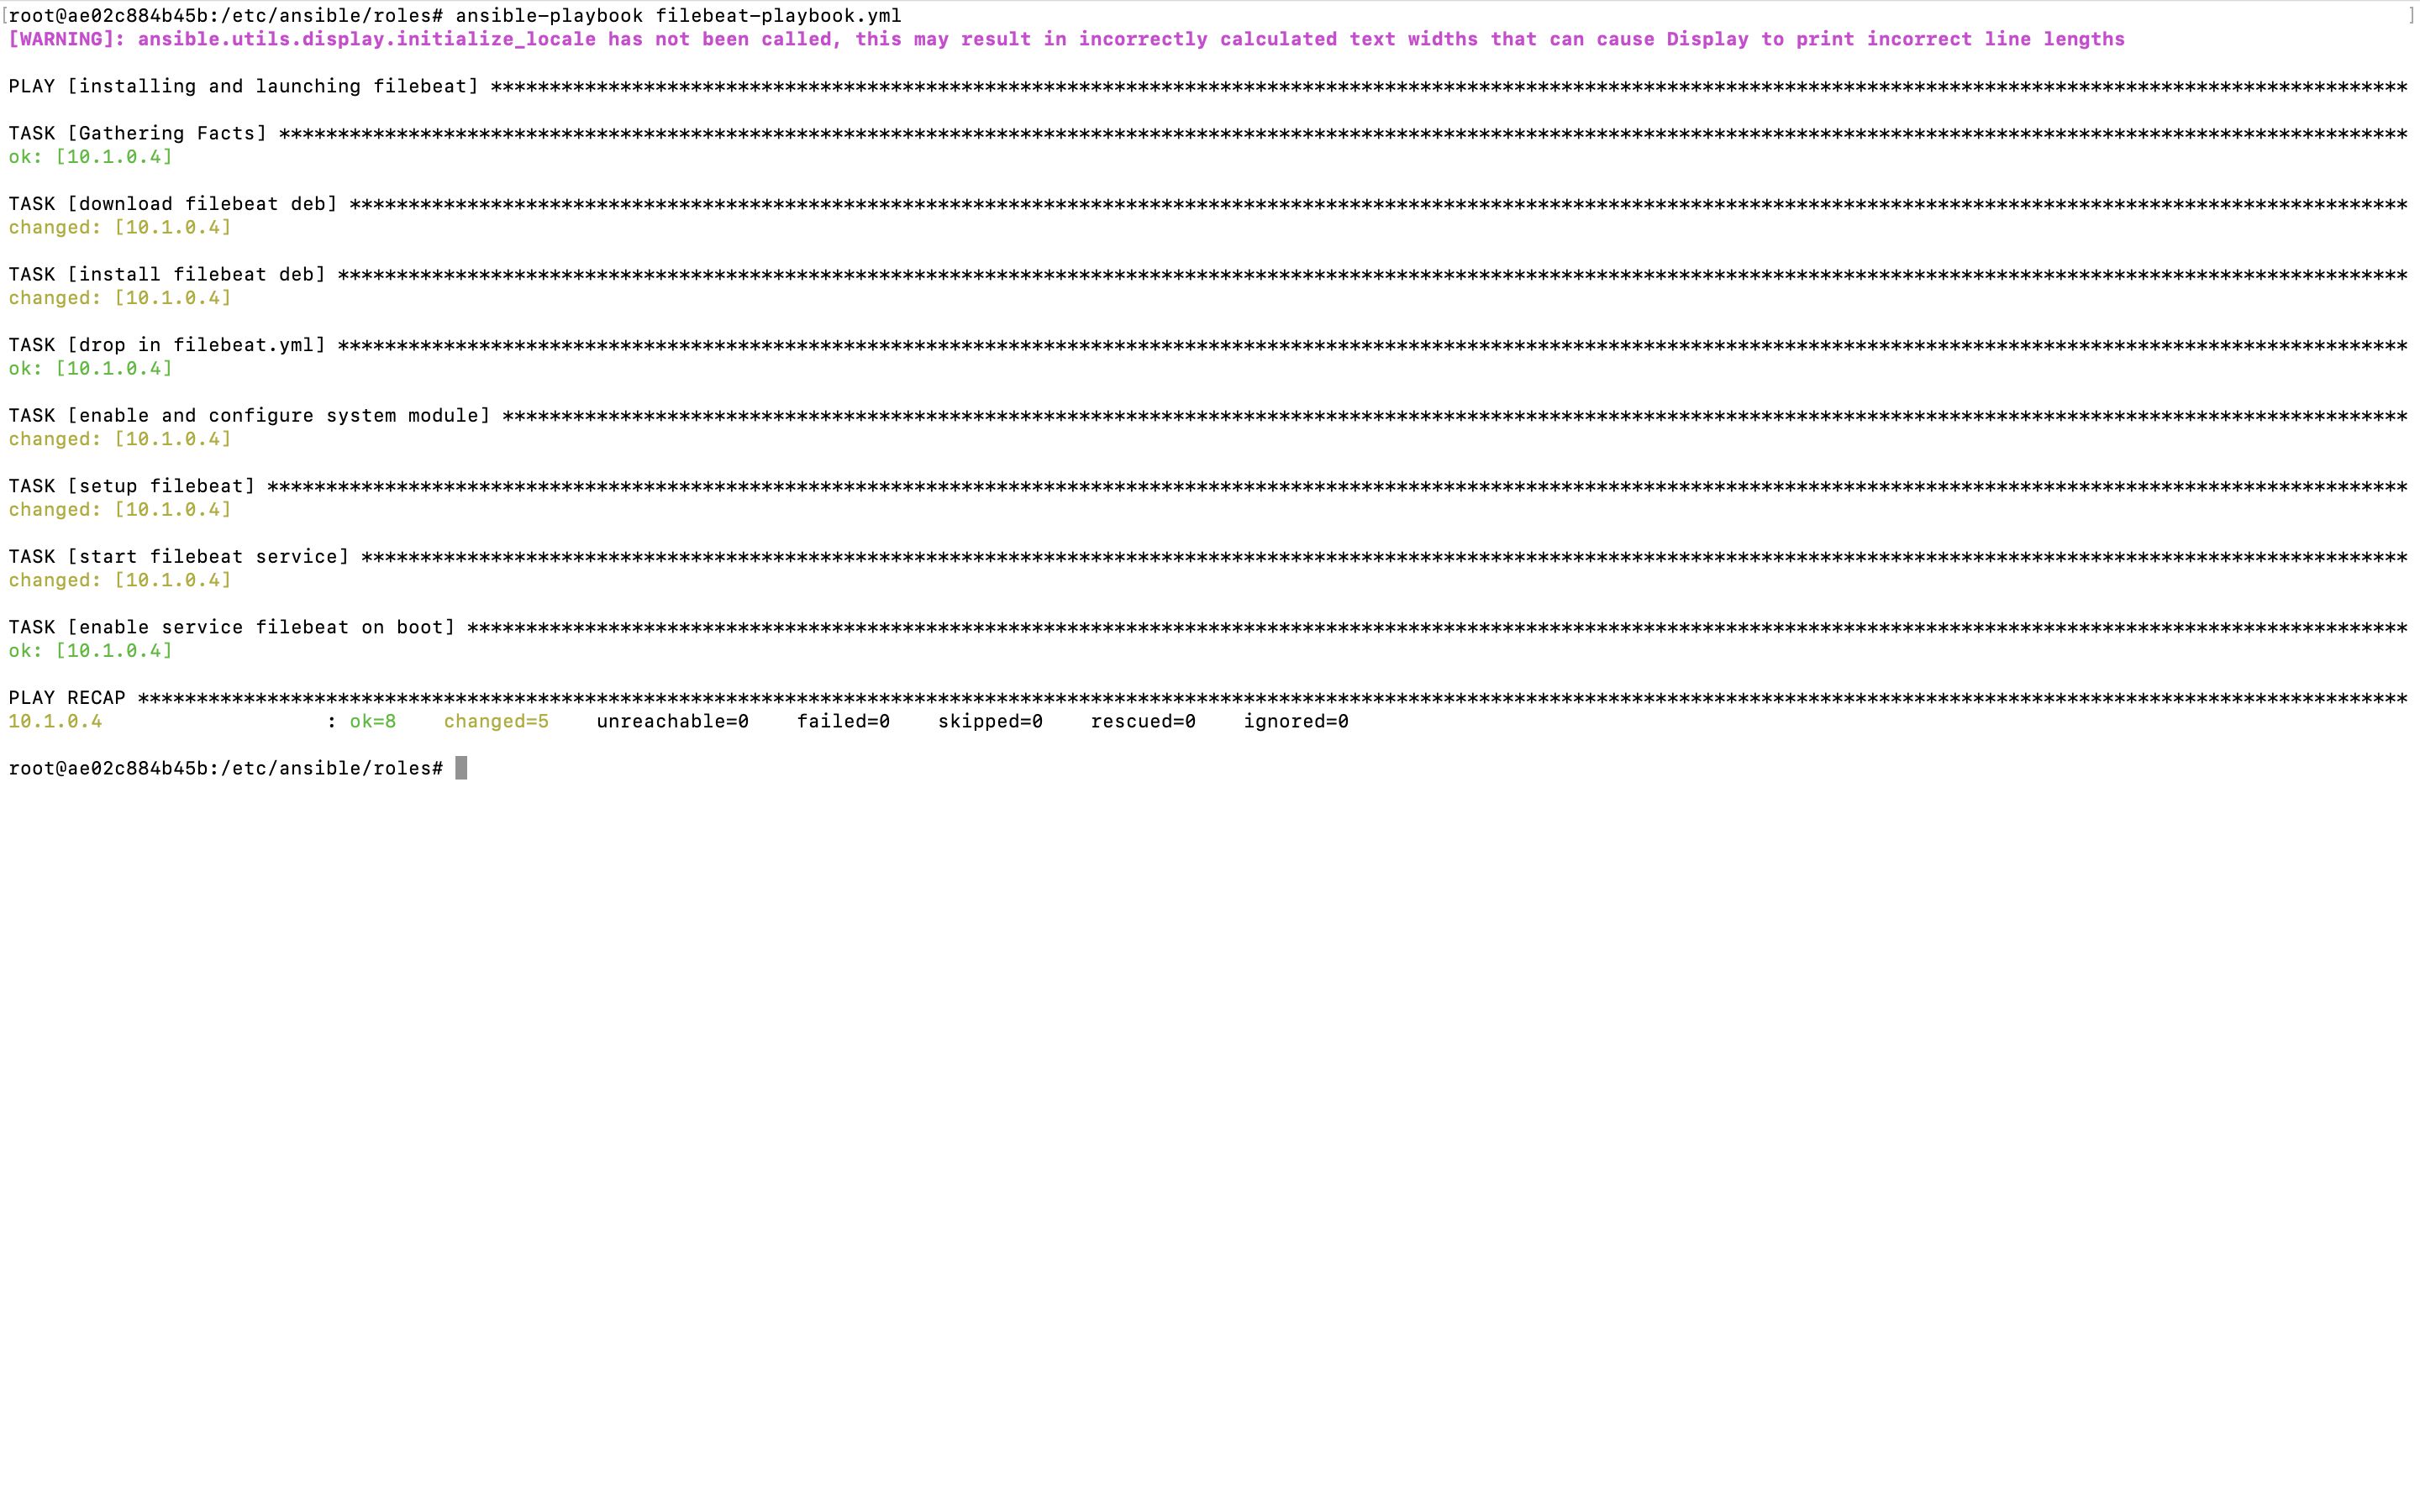 [root@ae02c884b45b:/etc/ansible/roles# ansible-playbook filebeat-playbook.yml ]
[WARNING]: ansible.utils.display.initialize_locale has not been called, this may result in incorrectly calculated text widths that can cause Display to print incorrect line lengths
PLAY [installing and launching filebeat] *******************************************************************************************************************************************************************
TASK [Gathering Facts] *************************************************************************************************************************************************************************************
ok: [10.1.0.4]
TASK [download filebeat deb] *******************************************************************************************************************************************************************************
changed: [10.1.0.4]
TASK [install filebeat deb] ********************************************************************************************************************************************************************************
changed: [10.1.0.4]
TASK [drop in filebeat.yml] ********************************************************************************************************************************************************************************
ok: [10.1.0.4]
TASK [enable and configure system module] ******************************************************************************************************************************************************************
changed: [10.1.0.4]
TASK [setup filebeat] **************************************************************************************************************************************************************************************
changed: [10.1.0.4]
TASK [start filebeat service] ******************************************************************************************************************************************************************************
changed: [10.1.0.4]
TASK [enable service filebeat on boot] *********************************************************************************************************************************************************************
ok: [10.1.0.4]
PLAY RECAP *************************************************************************************************************************************************************************************************
10.1.0.4                   : ok=8    changed=5    unreachable=0    failed=0    skipped=0    rescued=0    ignored=0
root@ae02c884b45b:/etc/ansible/roles#